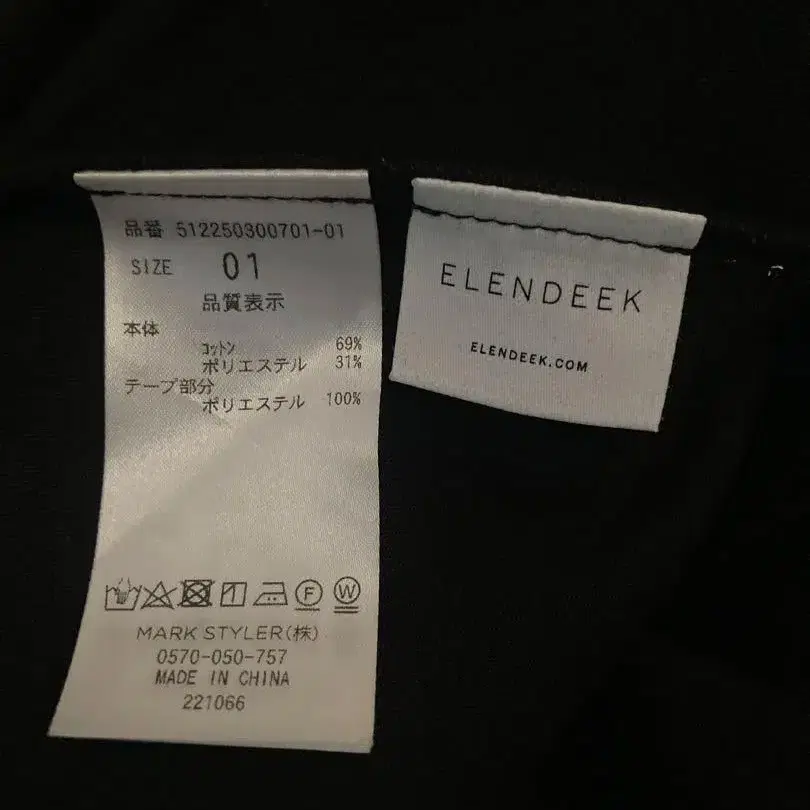 品番 512250300701-01
SIZE 01
品質表示
本体
コットン 69%
ポリエステル 31%
テープ部分
ポリエステル 100%
MARK STYLER(株)
0570-050-757
MADE IN CHINA
221066
ELENDEEK
ELENDEEK.COM